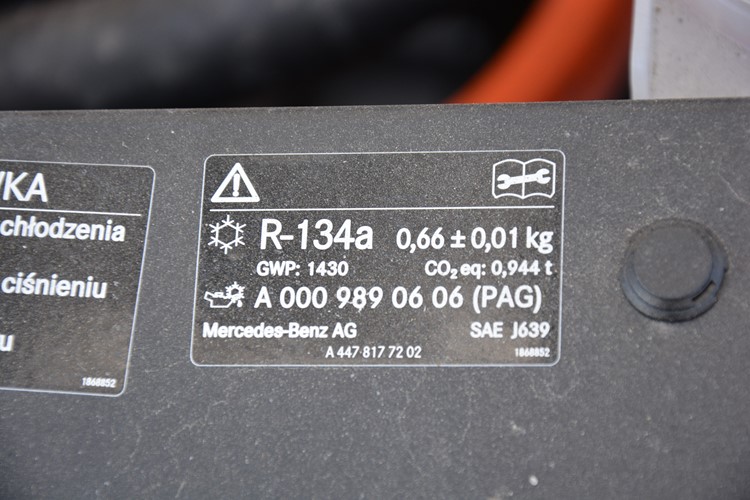 chłodzenia
ciśnieniu
1868852
R-134a 0,66 ± 0,01 kg
GWP: 1430 CO₂ eq: 0,944 t
A 000 989 06 06 (PAG)
Mercedes-Benz AG SAE J639
A 447 817 72 02 1868852